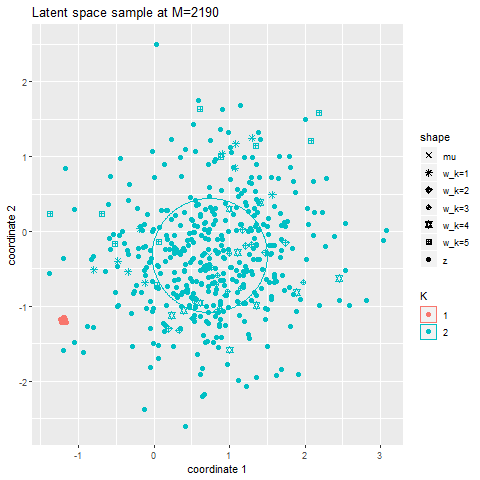 Latent space sample at M=2190
2
1
0
-1
-2
coordinate 2
-1
0
1
2
3
coordinate 1
shape
mu
w_k=1
w_k=2
w_k=3
w_k=4
w_k=5
z
K
1
2